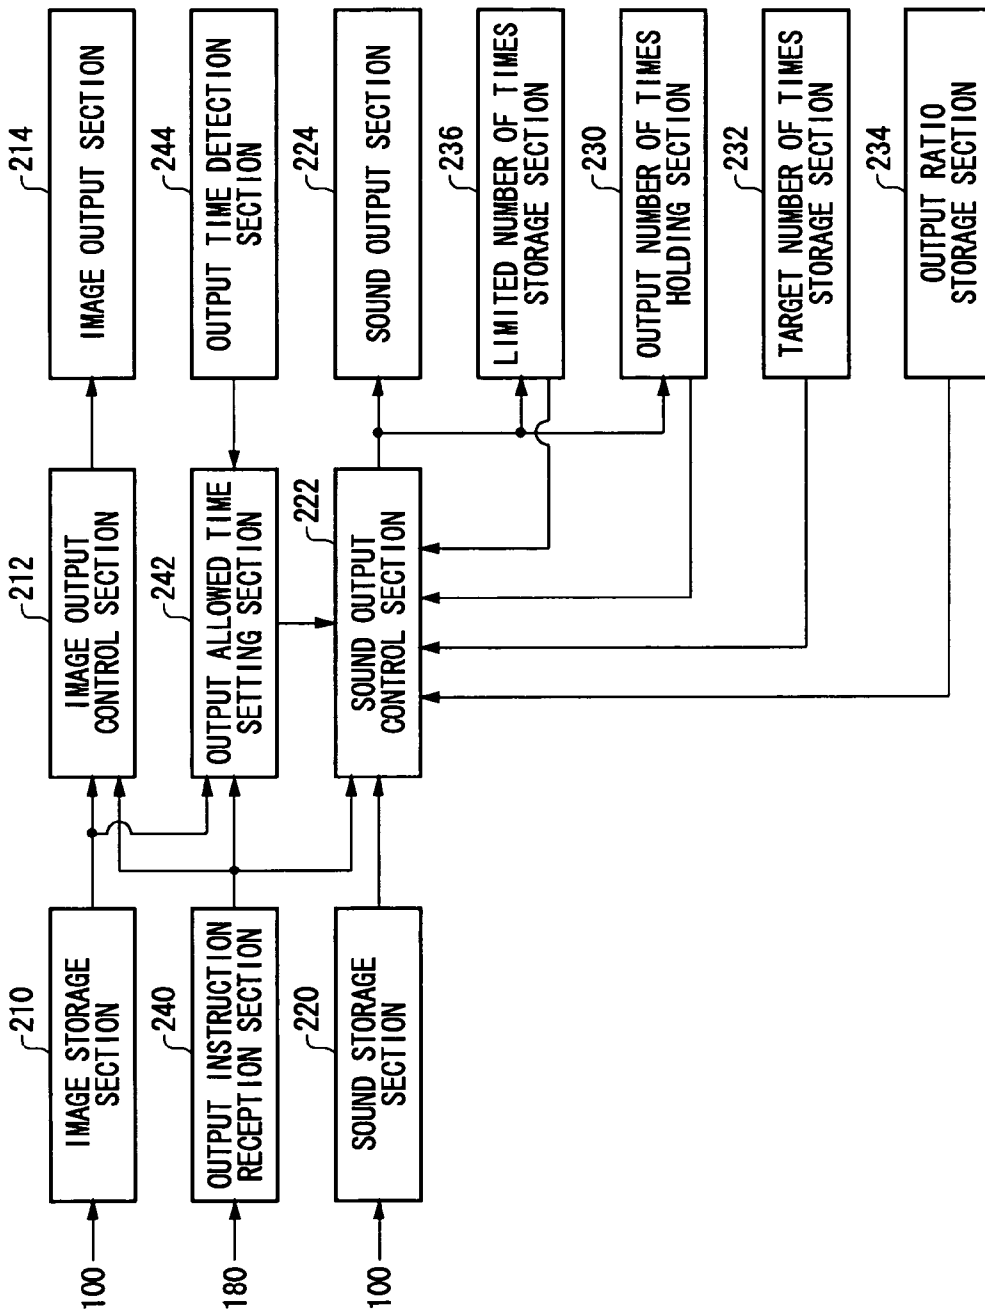 214
IMAGE OUTPUT SECTION
244
OUTPUT TIME DETECTION
SECTION
224
SOUND OUTPUT SECTION
236
LIMITED NUMBER OF TIMES
STORAGE SECTION
230
OUTPUT NUMBER OF TIMES
HOLDING SECTION
232
TARGET NUMBER OF TIMES
STORAGE SECTION
234
OUTPUT RATIO
STORAGE SECTION
212
IMAGE OUTPUT
CONTROL SECTION
242
OUTPUT ALLOWED TIME
SETTING SECTION
222
SOUND OUTPUT
CONTROL SECTION
210
IMAGE STORAGE
SECTION
240
OUTPUT INSTRUCTION
RECEPTION SECTION
220
SOUND STORAGE
SECTION
100
180
100